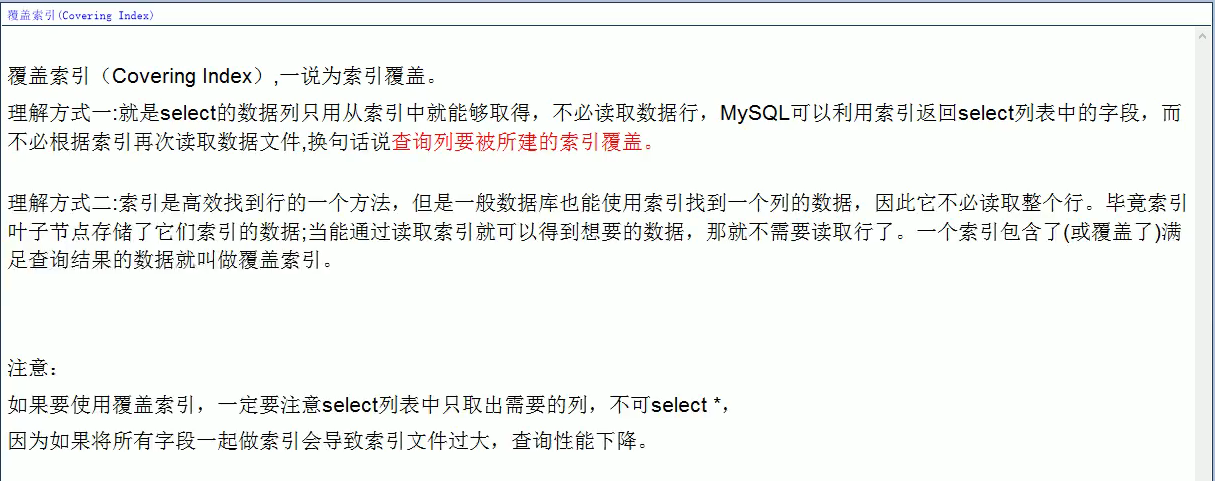 覆盖索引(Covering Index)
覆盖索引（Covering Index）,一说为索引覆盖。
理解方式一:就是select的数据列只用从索引中就能够取得，不必读取数据行，MySQL可以利用索引返回select列表中的字段，而
不必根据索引再次读取数据文件,换句话说查询列要被所建的索引覆盖。
理解方式二:索引是高效找到行的一个方法，但是一般数据库也能使用索引找到一个列的数据，因此它不必读取整个行。毕竟索引
叶子节点存储了它们索引的数据;当能通过读取索引就可以得到想要的数据，那就不需要读取行了。一个索引包含了(或覆盖了)满
足查询结果的数据就叫做覆盖索引。
注意：
如果要使用覆盖索引，一定要注意select列表中只取出需要的列，不可select *，
因为如果将所有字段一起做索引会导致索引文件过大，查询性能下降。